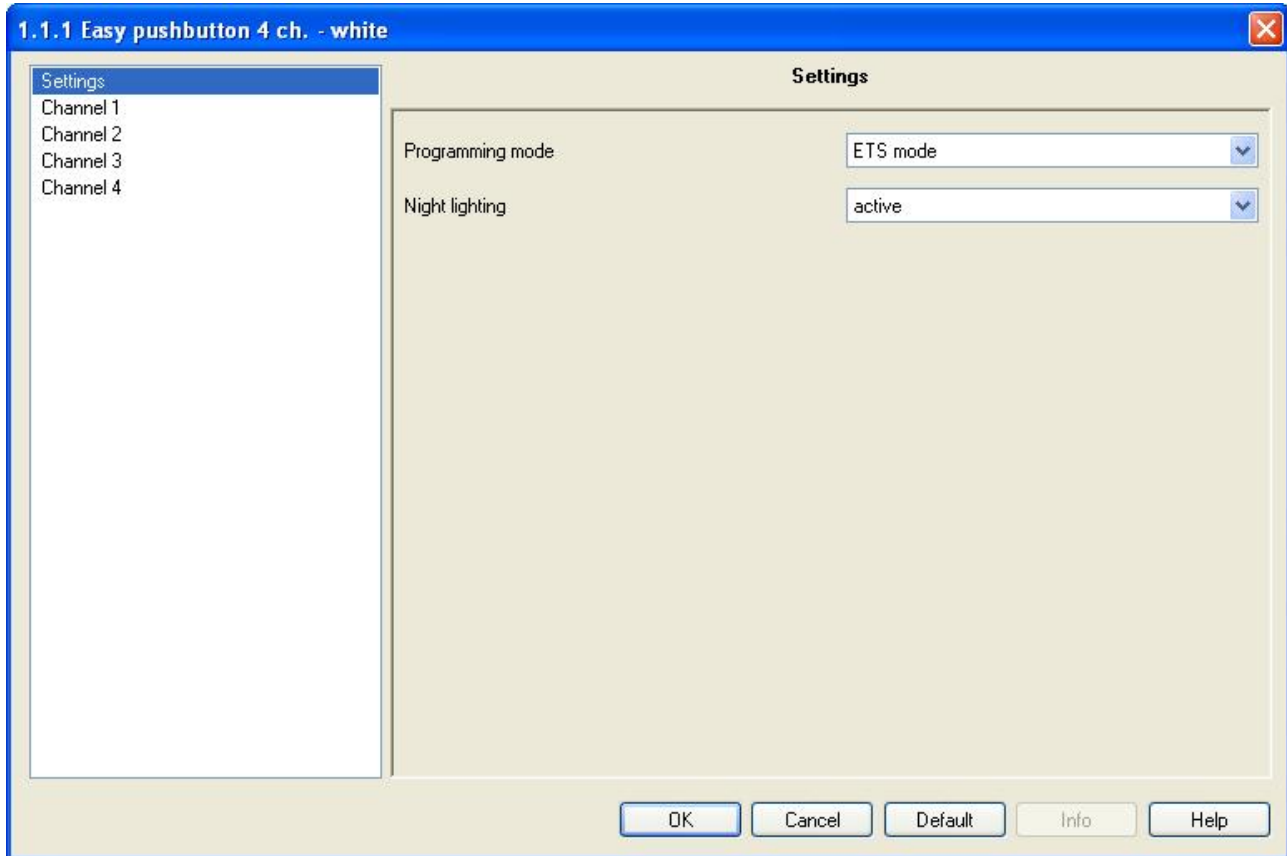 1.1.1 Easy pushbutton 4 ch. - white
Settings
Channel 1
Channel 2
Channel 3
Channel 4
Settings
Programming mode ETS mode
Night lighting active
OK Cancel Default Info Help